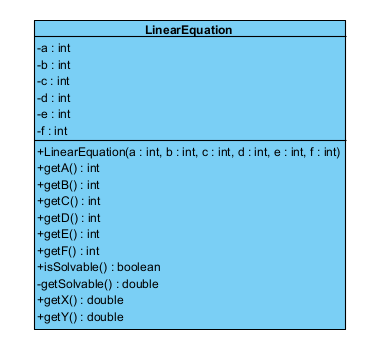 LinearEquation
-a : int
-b : int
-c : int
-d : int
-e : int
-f : int
+LinearEquation(a : int, b : int, c : int, d : int, e : int, f : int)
+getA() : int
+getB() : int
+getC() : int
+getD() : int
+getE() : int
+getF() : int
+isSolvable() : boolean
-getSolvable() : double
+getX() : double
+getY() : double